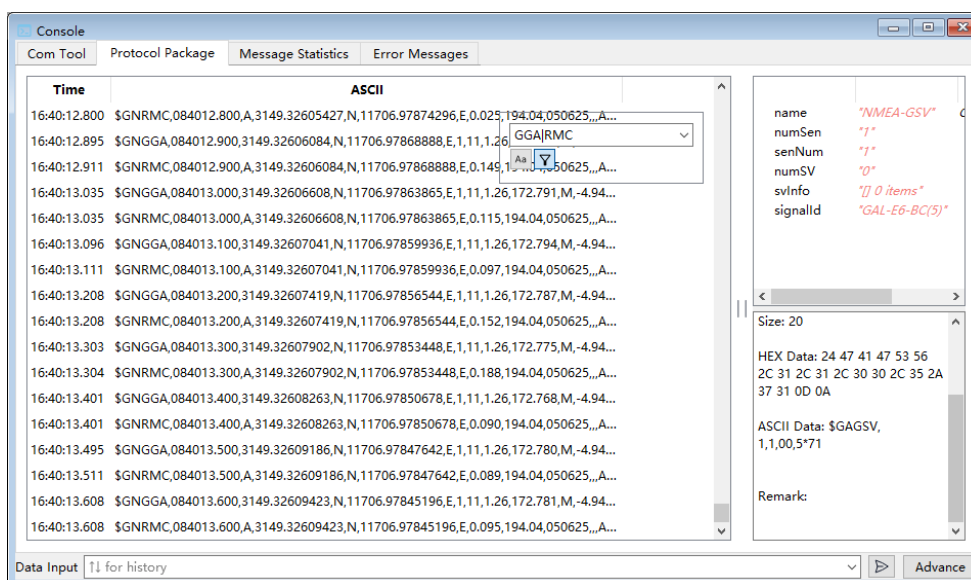 Console
Com Tool Protocol Package Message Statistics Error Messages
Time ASCII
16:40:12.800 $GNRMC,084012.800,A,3149.32605427,N,11706.97874296,E,0.025,194.04,050625,,,A...
GGA|RMC
16:40:12.895 $GNGGA,084012.900,3149.32606084,N,11706.97868888,E,1,11,1.26
Aa
16:40:12.911 $GNRMC,084012.900,A,3149.32606084,N,11706.97868888,E,0.149,194.04,050625,,,A...
16:40:13.035 $GNGGA,084013.000,3149.32606608,N,11706.97863865,E,1,11,1.26,172.791,M,-4.94...
16:40:13.035 $GNRMC,084013.000,A,3149.32606608,N,11706.97863865,E,0.115,194.04,050625,,,A...
16:40:13.096 $GNGGA,084013.100,3149.32607041,N,11706.97859936,E,1,11,1.26,172.794,M,-4.94...
16:40:13.111 $GNRMC,084013.100,A,3149.32607041,N,11706.97859936,E,0.097,194.04,050625,,,A...
16:40:13.208 $GNGGA,084013.200,3149.32607419,N,11706.97856544,E,1,11,1.26,172.787,M,-4.94...
16:40:13.208 $GNRMC,084013.200,A,3149.32607419,N,11706.97856544,E,0.152,194.04,050625,,,A...
16:40:13.303 $GNGGA,084013.300,3149.32607902,N,11706.97853448,E,1,11,1.26,172.775,M,-4.94...
16:40:13.304 $GNRMC,084013.300,A,3149.32607902,N,11706.97853448,E,0.188,194.04,050625,,,A...
16:40:13.401 $GNGGA,084013.400,3149.32608263,N,11706.97850678,E,1,11,1.26,172.768,M,-4.94...
16:40:13.401 $GNRMC,084013.400,A,3149.32608263,N,11706.97850678,E,0.090,194.04,050625,,,A...
16:40:13.495 $GNGGA,084013.500,3149.32609186,N,11706.97847642,E,1,11,1.26,172.780,M,-4.94...
16:40:13.511 $GNRMC,084013.500,A,3149.32609186,N,11706.97847642,E,0.089,194.04,050625,,,A...
16:40:13.608 $GNGGA,084013.600,3149.32609423,N,11706.97845196,E,1,11,1.26,172.781,M,-4.94...
16:40:13.608 $GNRMC,084013.600,A,3149.32609423,N,11706.97845196,E,0.095,194.04,050625,,,A...
name "NMEA-GSV"
numSen "1"
senNum "1"
numSV "0"
svInfo "[] 0 items"
signalId "GAL-E6-BC(5)"
Size: 20
HEX Data: 24 47 41 47 53 56
2C 31 2C 31 2C 30 30 2C 35 2A
37 31 0D 0A
ASCII Data: $GAGSV,
1,1,00,5*71
Remark:
Data Input ↑↓ for history Advance